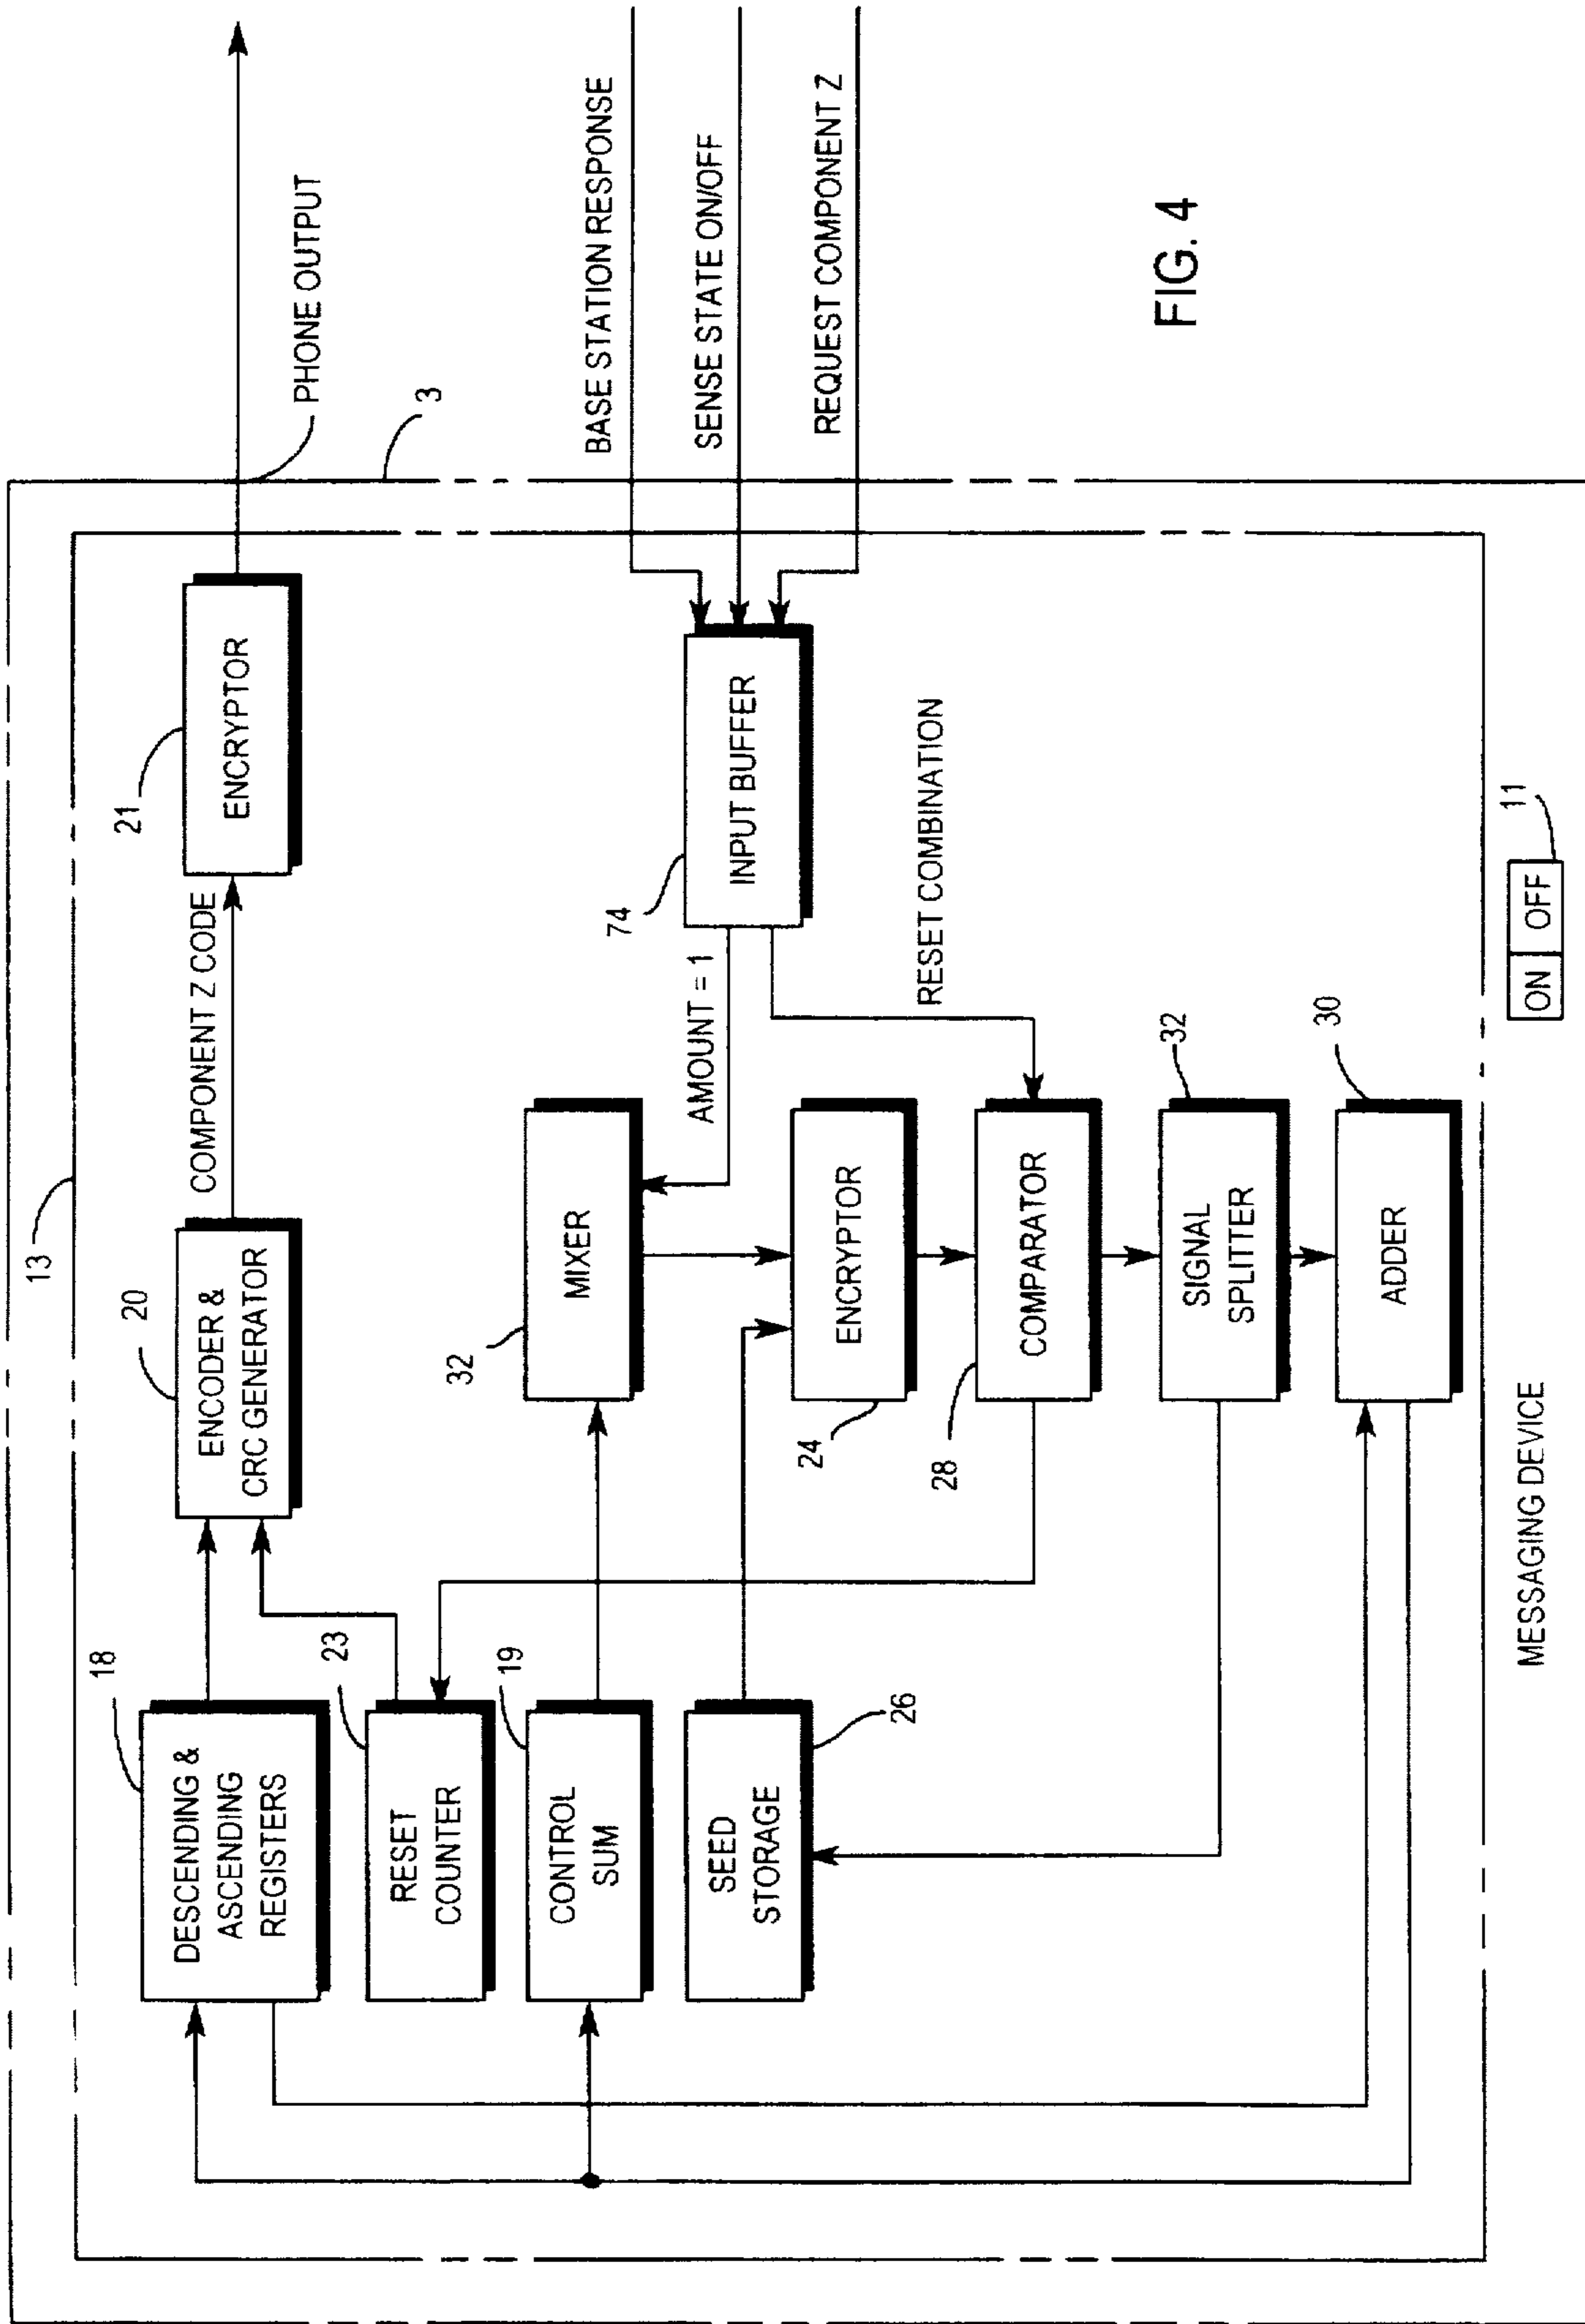 13
18
DESCENDING &
ASCENDING
REGISTERS
20
ENCODER &
CRC GENERATOR
COMPONENT Z CODE
21
ENCRYPTOR
PHONE OUTPUT
3
23
RESET
COUNTER
19
CONTROL
SUM
32
MIXER
AMOUNT = 1
74
INPUT BUFFER
BASE STATION RESPONSE
SENSE STATE ON/OFF
REQUEST COMPONENT Z
SEED
STORAGE
26
24
ENCRYPTOR
RESET COMBINATION
28
COMPARATOR
32
SIGNAL
SPLITTER
30
ADDER
MESSAGING DEVICE
ON
OFF
11
FIG. 4